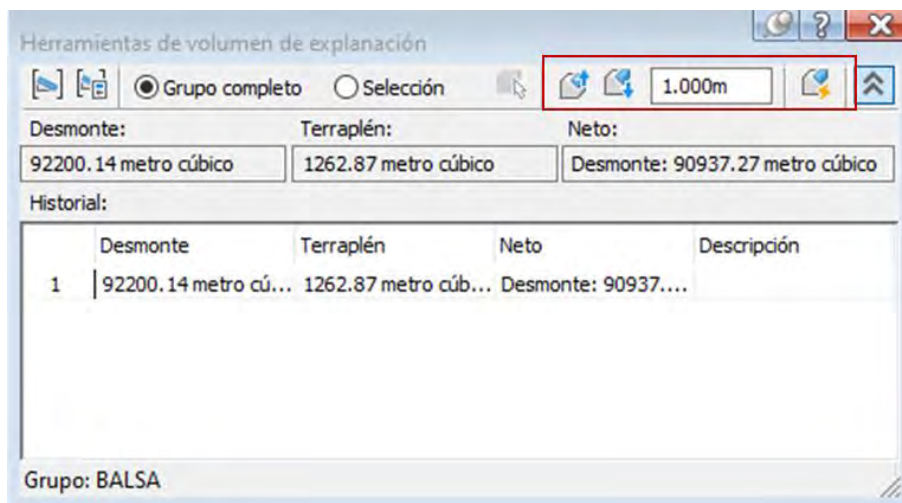 Herramientas de volumen de explanación
Grupo completo Selección 1.000m
Desmonte: Terraplén: Neto:
92200.14 metro cúbico 1262.87 metro cúbico Desmonte: 90937.27 metro cúbico
Historial:
Desmonte Terraplén Neto Descripción
1 92200.14 metro cú... 1262.87 metro cúb... Desmonte: 90937....
Grupo: BALSA